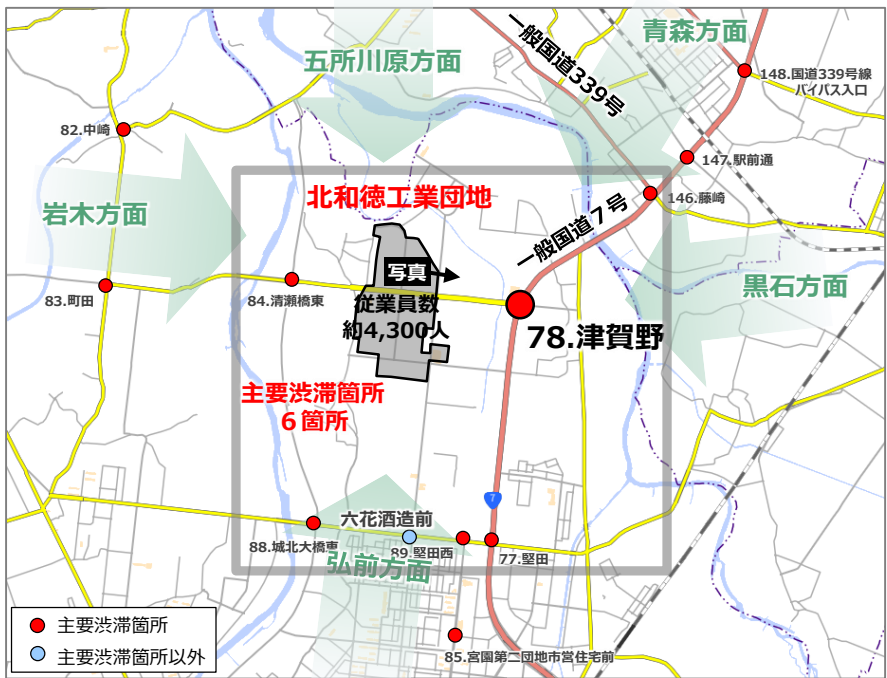 五所川原方面
一般国道339号
青森方面
148.国道339号線
バイパス入口
82.中崎
147.駅前通
146.藤崎
北和徳工業団地
一般国道７号
岩木方面
写真
黒石方面
83.町田
84.清瀬橋東
従業員数
約4,300人
78.津賀野
主要渋滞箇所
６箇所
7
六花酒造前
88.城北大橋東
89.堅田西
77.堅田
弘前方面
主要渋滞箇所
主要渋滞箇所以外
85.宮園第二団地市営住宅前